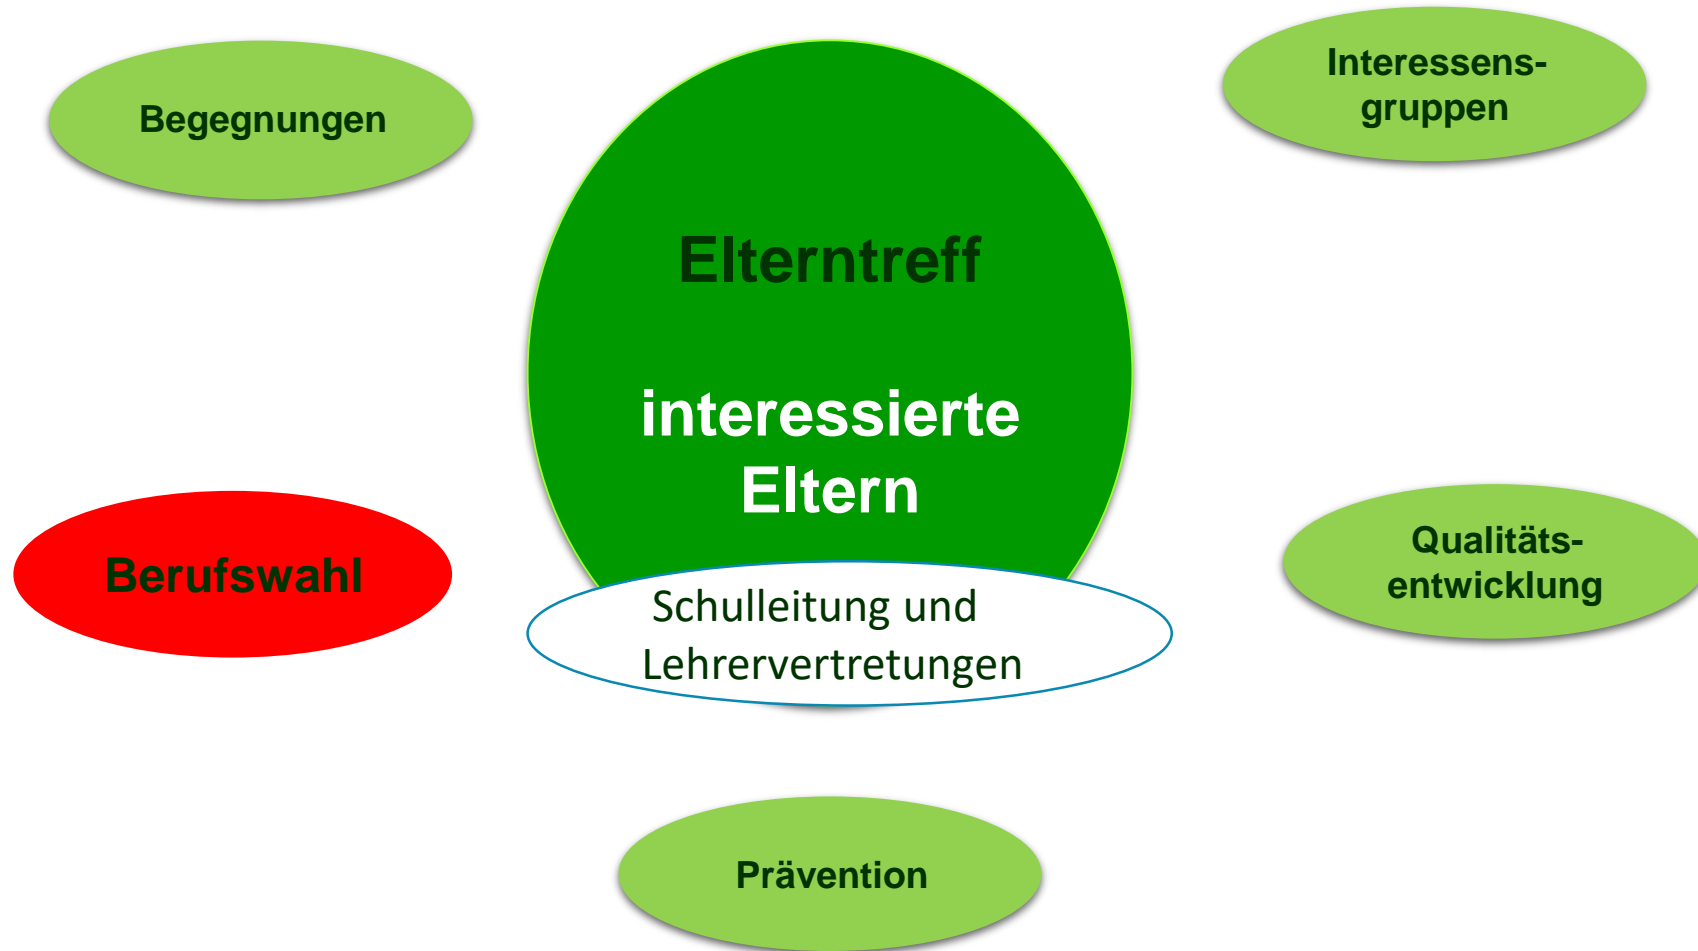 Begegnungen
Interessens-
gruppen
Elterntreff
interessierte
Eltern
Berufswahl
Qualitäts-
entwicklung
Schulleitung und
Lehrervertretungen
Prävention